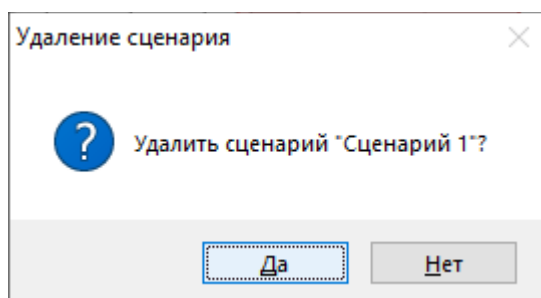 Удаление сценария
Удалить сценарий "Сценарий 1"?
Да
Нет